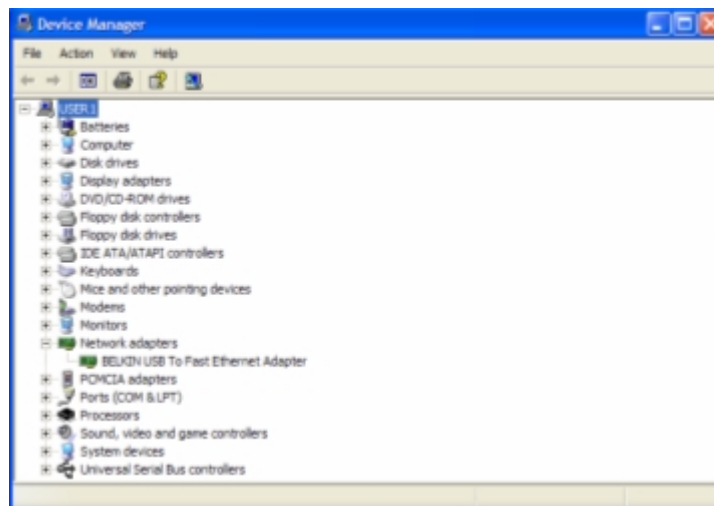 Device Manager
File Action View Help
USER1
Batteries
Computer
Disk drives
Display adapters
DVD/CD-ROM drives
Floppy disk controllers
Floppy disk drives
IDE ATA/ATAPI controllers
Keyboards
Mice and other pointing devices
Modems
Monitors
Network adapters
BELKIN USB To Fast Ethernet Adapter
PCMCIA adapters
Ports (COM & LPT)
Processors
Sound, video and game controllers
System devices
Universal Serial Bus controllers